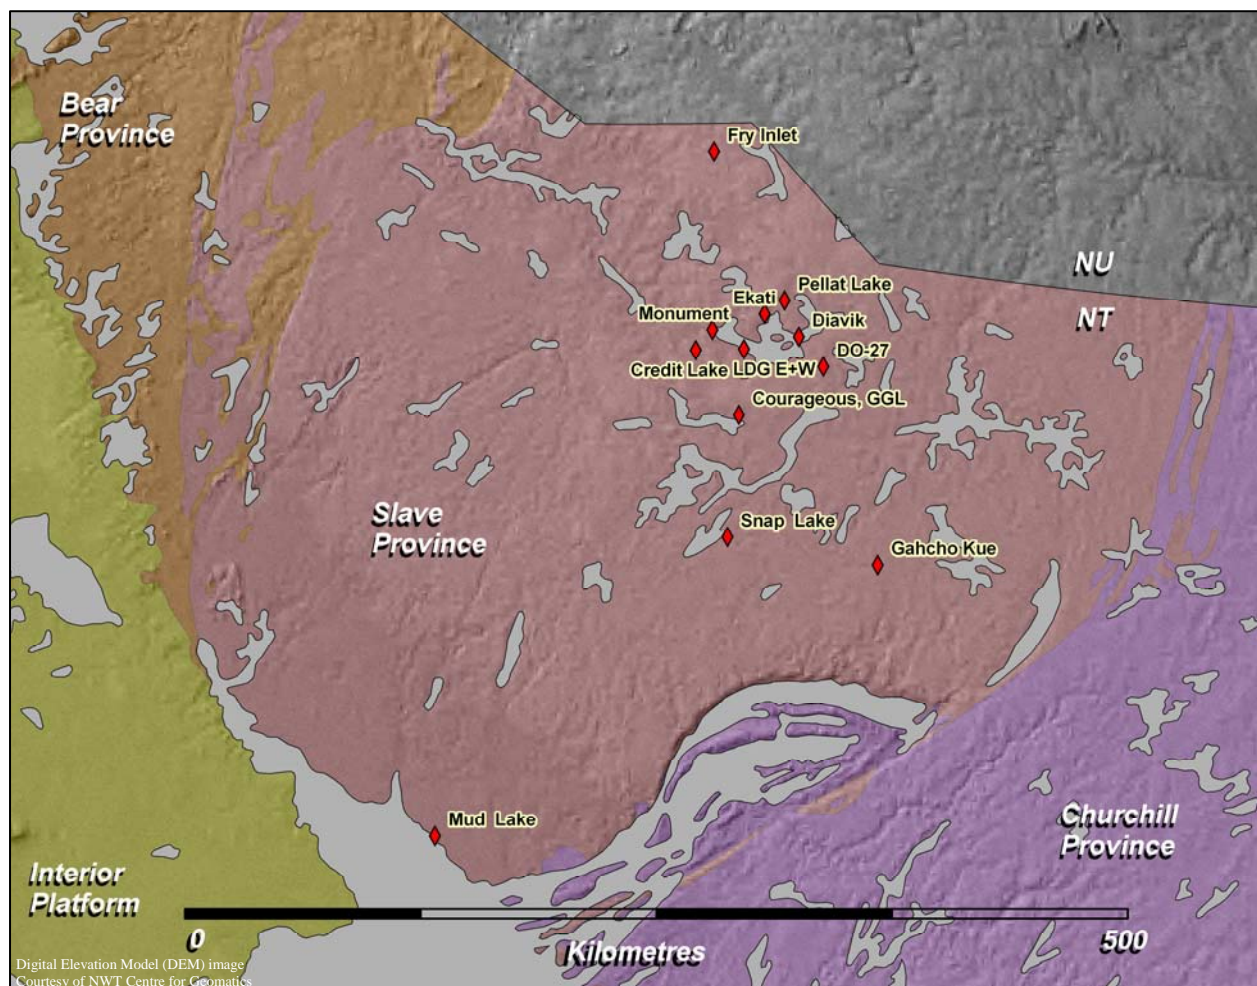 Bear
Province
Fry Inlet
NU
NT
Pellat Lake
Ekati
Monument
Diavik
DO-27
Credit Lake
LDG E+W
Courageous, GGL
Slave
Province
Snap Lake
Gahcho Kue
Mud Lake
Churchill
Province
Interior
Platform
0
Kilometres
500
Digital Elevation Model (DEM) image
Courtesy of NWT Centre for Geomatics